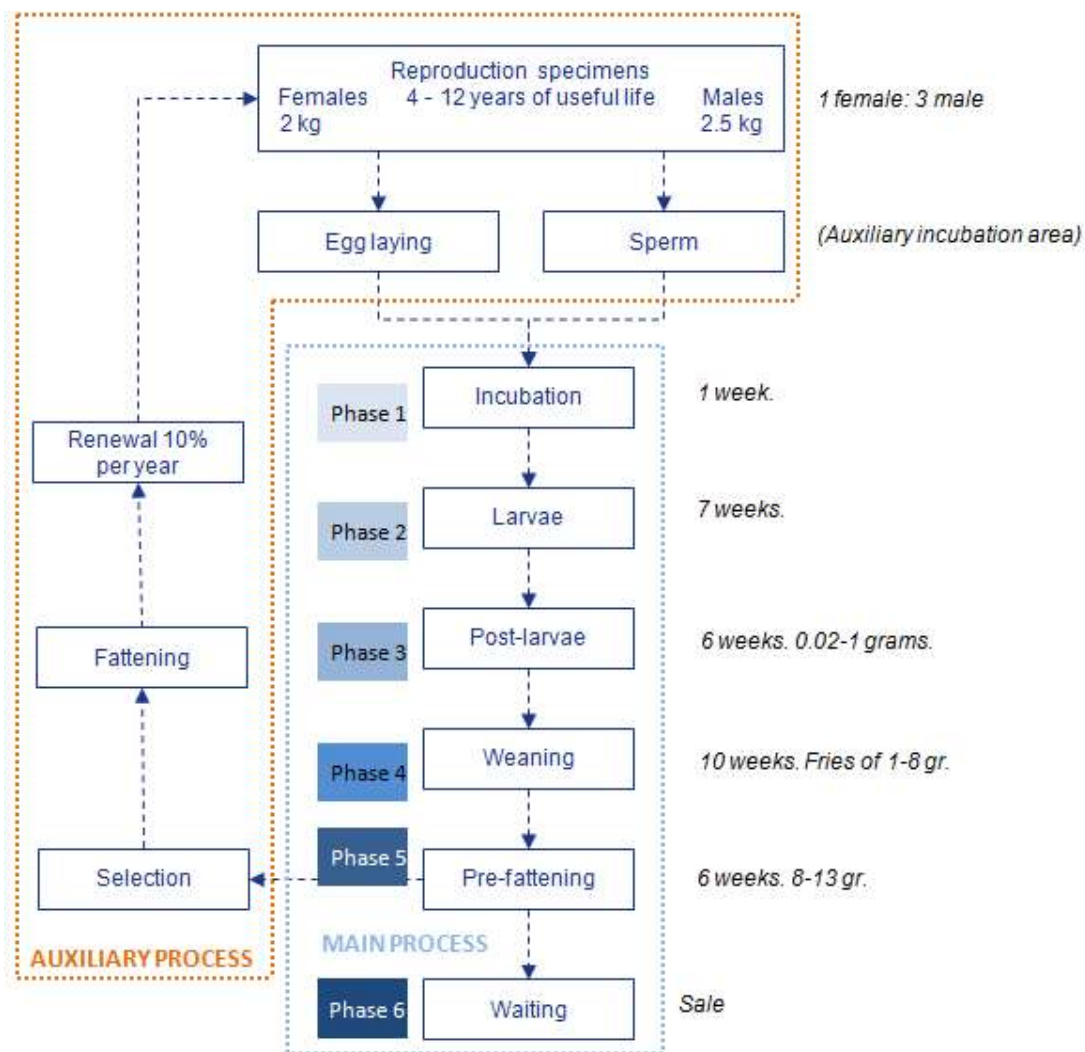 Reproduction specimens
Females 4 - 12 years of useful life Males
2 kg 2.5 kg
1 female: 3 male
Egg laying
Sperm
(Auxiliary incubation area)
Phase 1
Incubation
1 week.
Renewal 10%
per year
Phase 2
Larvae
7 weeks.
Fattening
Phase 3
Post-larvae
6 weeks. 0.02-1 grams.
Phase 4
Weaning
10 weeks. Fries of 1-8 gr.
Selection
Phase 5
Pre-fattening
6 weeks. 8-13 gr.
AUXILIARY PROCESS
MAIN PROCESS
Phase 6
Waiting
Sale